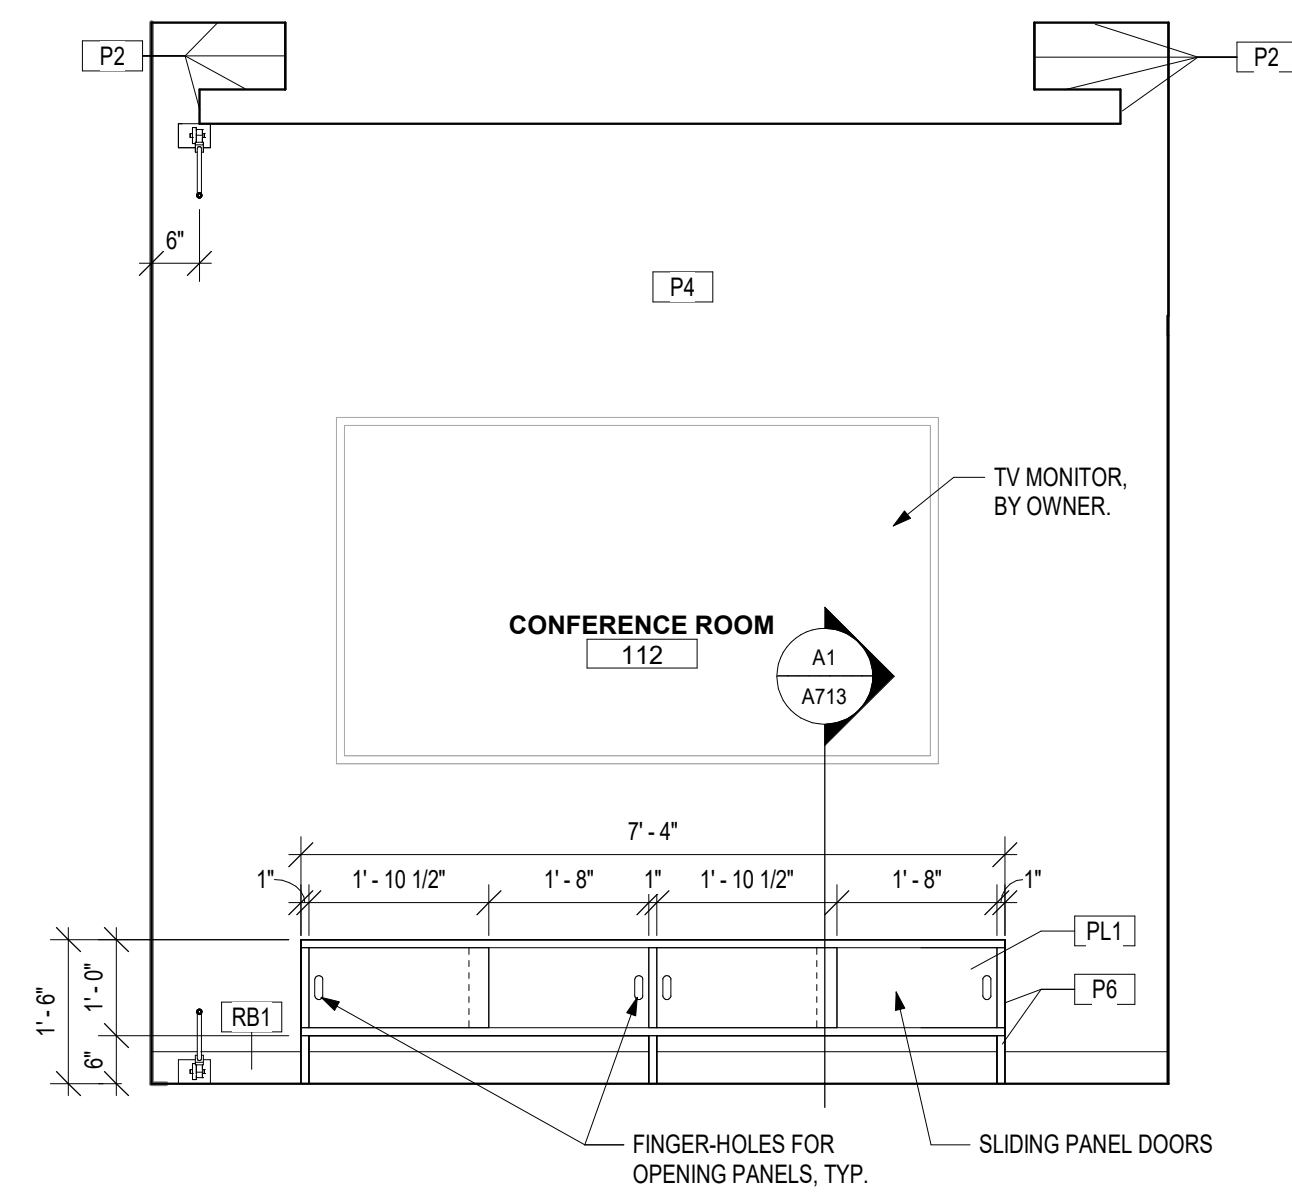 P2
P2
6"
P4
TV MONITOR,
BY OWNER.
CONFERENCE ROOM
112
A1
A713
7' - 4"
1"
1' - 10 1/2"
1' - 8"
1"
1' - 10 1/2"
1' - 8"
1"
PL1
P6
1' - 6"
1' - 0"
6"
RB1
FINGER-HOLES FOR
OPENING PANELS, TYP.
SLIDING PANEL DOORS